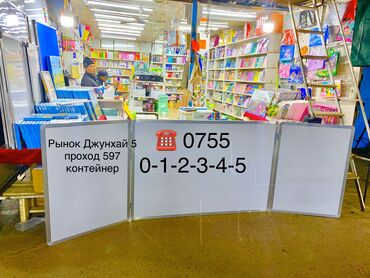 Рынок Джунхай 5
проход 597
контейнер
☎️ 0755
0-1-2-3-4-5